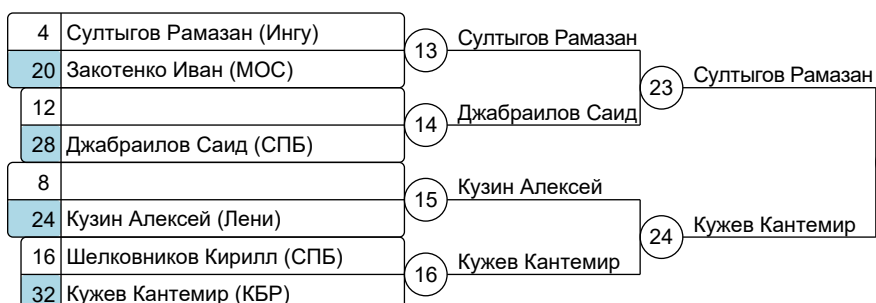 4 Султыгов Рамазан (Ингу)
20 Закотенко Иван (МОС)
13 Султыгов Рамазан
12
28 Джабраилов Саид (СПБ)
14 Джабраилов Саид
23 Султыгов Рамазан
8
24 Кузин Алексей (Лени)
15 Кузин Алексей
16 Шелковников Кирилл (СПБ)
32 Кужев Кантемир (КБР)
16 Кужев Кантемир
24 Кужев Кантемир